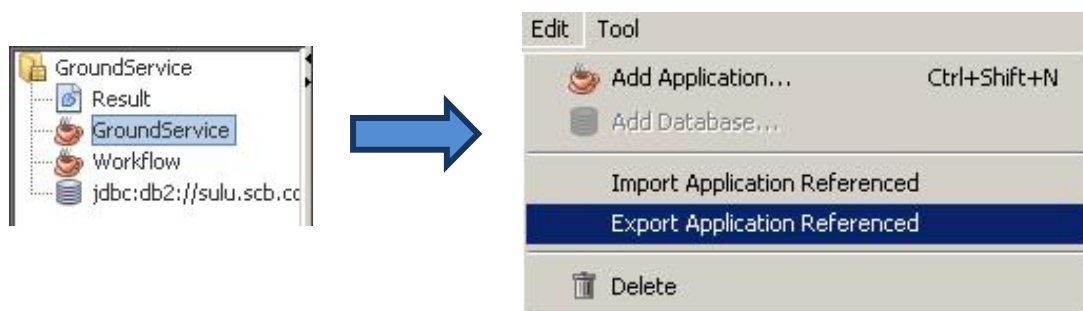 GroundService
Result
GroundService
Workflow
jdbc:db2://sulu.scb.cc
Edit Tool
Add Application... Ctrl+Shift+N
Add Database...
Import Application Referenced
Export Application Referenced
Delete